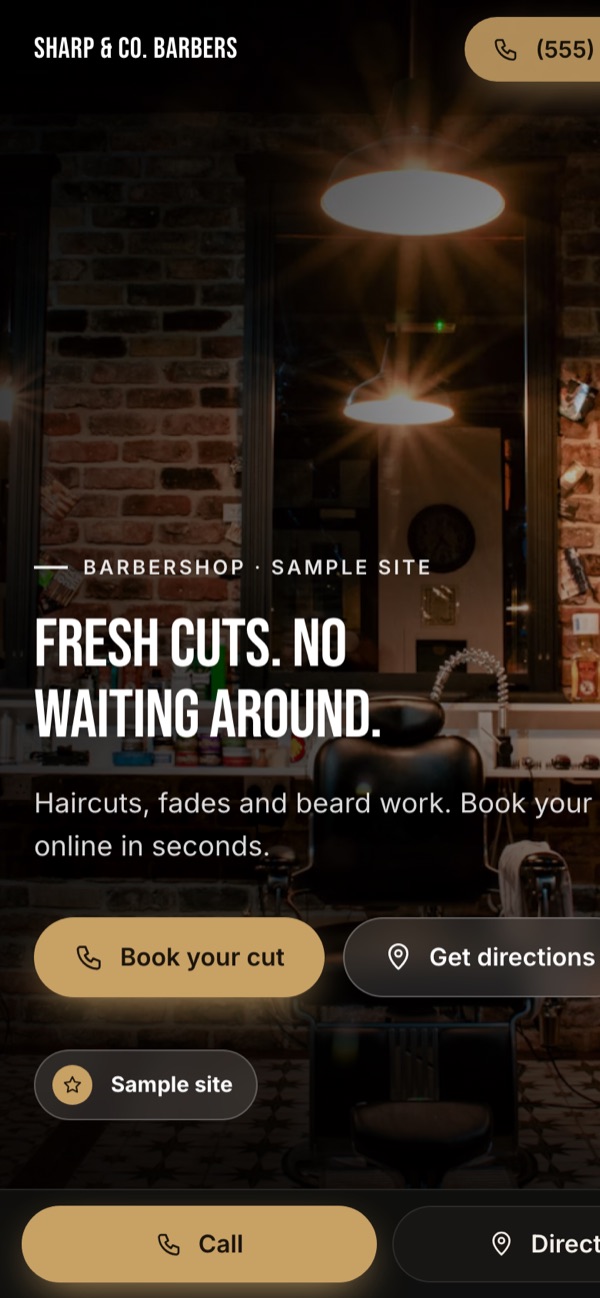 SHARP & CO. BARBERS
(555)
BARBERSHOP · SAMPLE SITE
FRESH CUTS. NO
WAITING AROUND.
Haircuts, fades and beard work. Book your
online in seconds.
Book your cut
Get directions
Sample site
Call
Direct